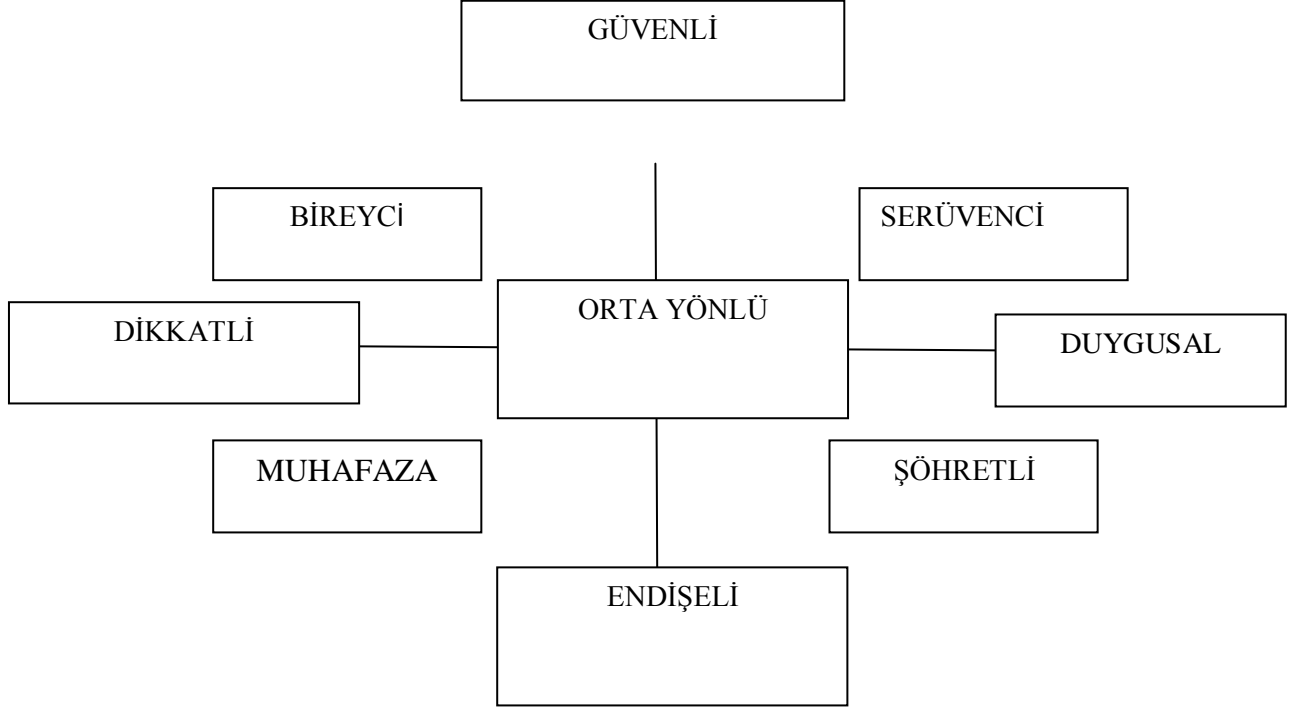 GÜVENLİ
BİREYCİ
SERÜVENCİ
ORTA YÖNLÜ
DİKKATLİ
DUYGUSAL
MUHAFAZA
ŞÖHRETLİ
ENDİŞELİ